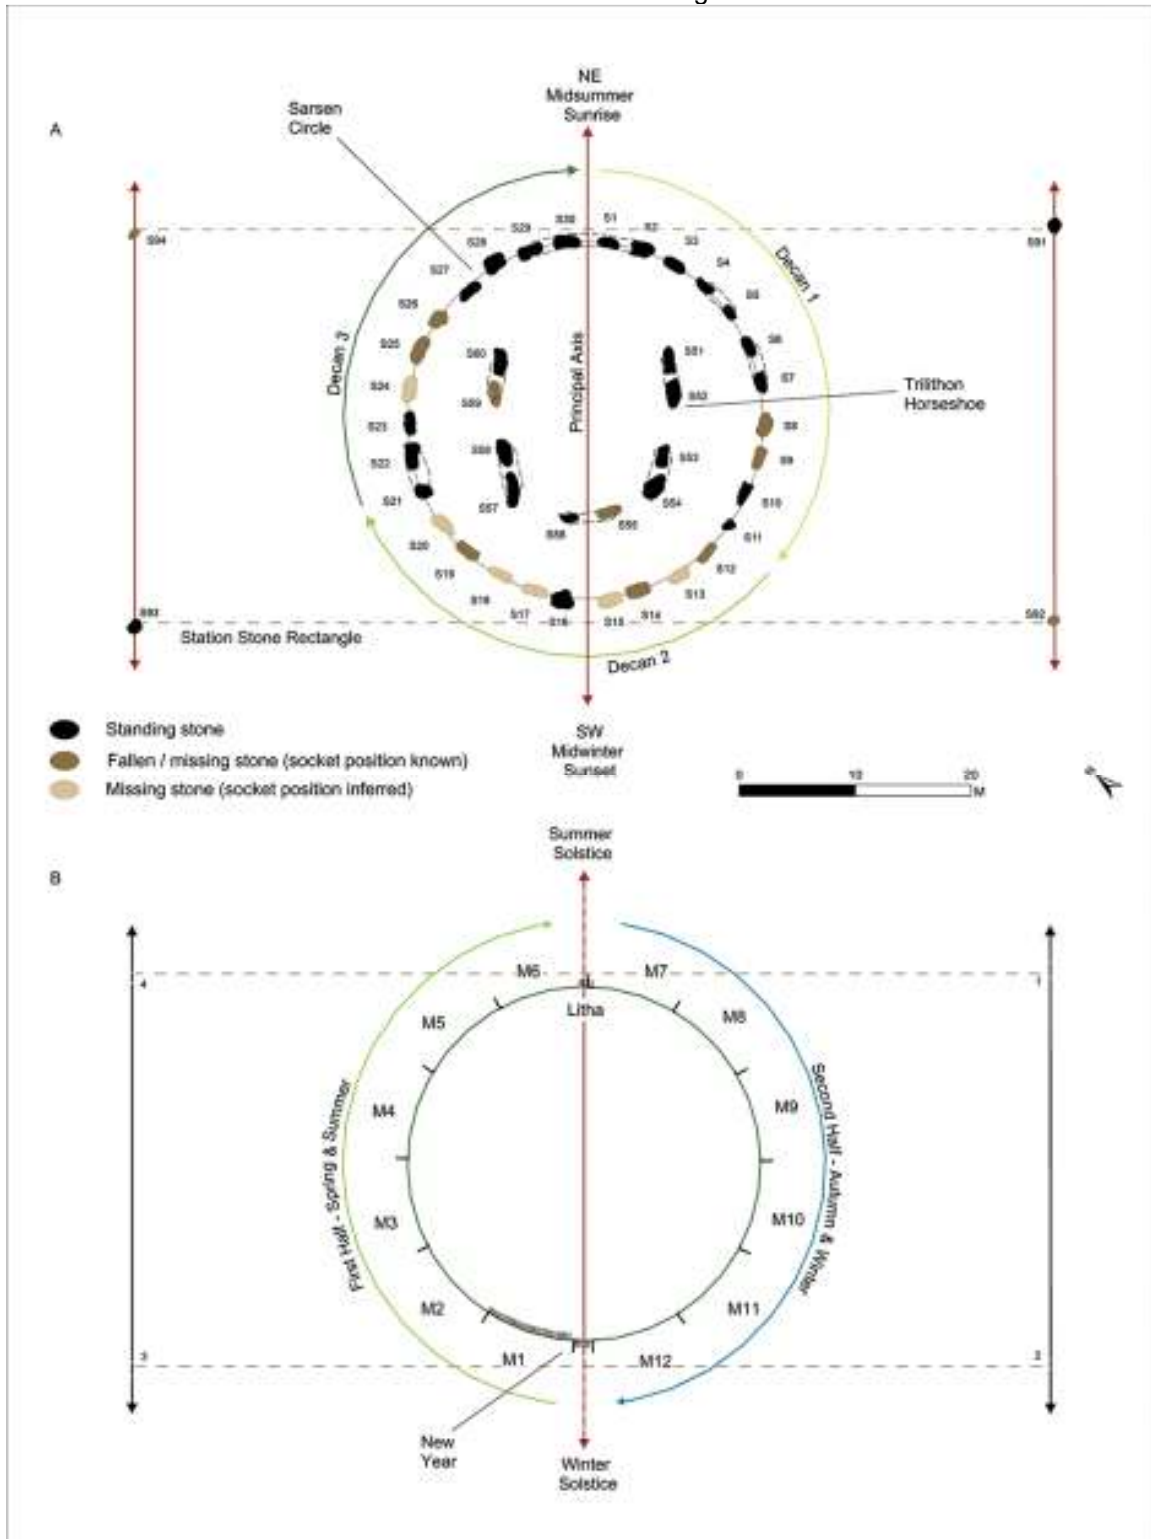 A
NE
Midsummer
Sunrise
Sarsen
Circle
S94
S91
S30
S1
S29
S2
S28
S3
S27
S4
S26
S5
S25
S6
S24
S7
S23
S8
S22
S9
S21
S10
S20
S11
S19
S12
S18
S13
S17
S16
S15
S14
Decan 1
Decan 2
Decan 3
Principal Axis
S60
S51
S59
S52
S58
S53
S57
S54
S56
S55
Trilithon
Horseshoe
S93
S92
Station Stone Rectangle
Standing stone
Fallen / missing stone (socket position known)
Missing stone (socket position inferred)
SW
Midwinter
Sunset
0 10 20
M
B
Summer
Solstice
4
1
M6
M7
Litha
M5
M8
M4
M9
M3
M10
M2
M11
M1
M12
First Half - Spring & Summer
Second Half - Autumn & Winter
3
2
New
Year
Winter
Solstice